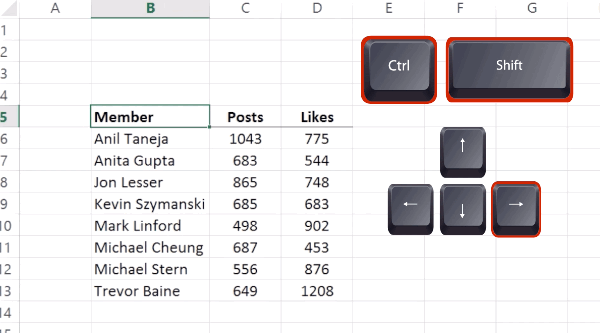 A B C D E F G
1
2
3
4
5 Member Posts Likes
6 Anil Taneja 1043 775
7 Anita Gupta 683 544
8 Jon Lesser 865 748
9 Kevin Szymanski 685 683
10 Mark Linford 498 902
11 Michael Cheung 687 453
12 Michael Stern 556 876
13 Trevor Baine 649 1208
14
Ctrl Shift
↑
← ↓ →